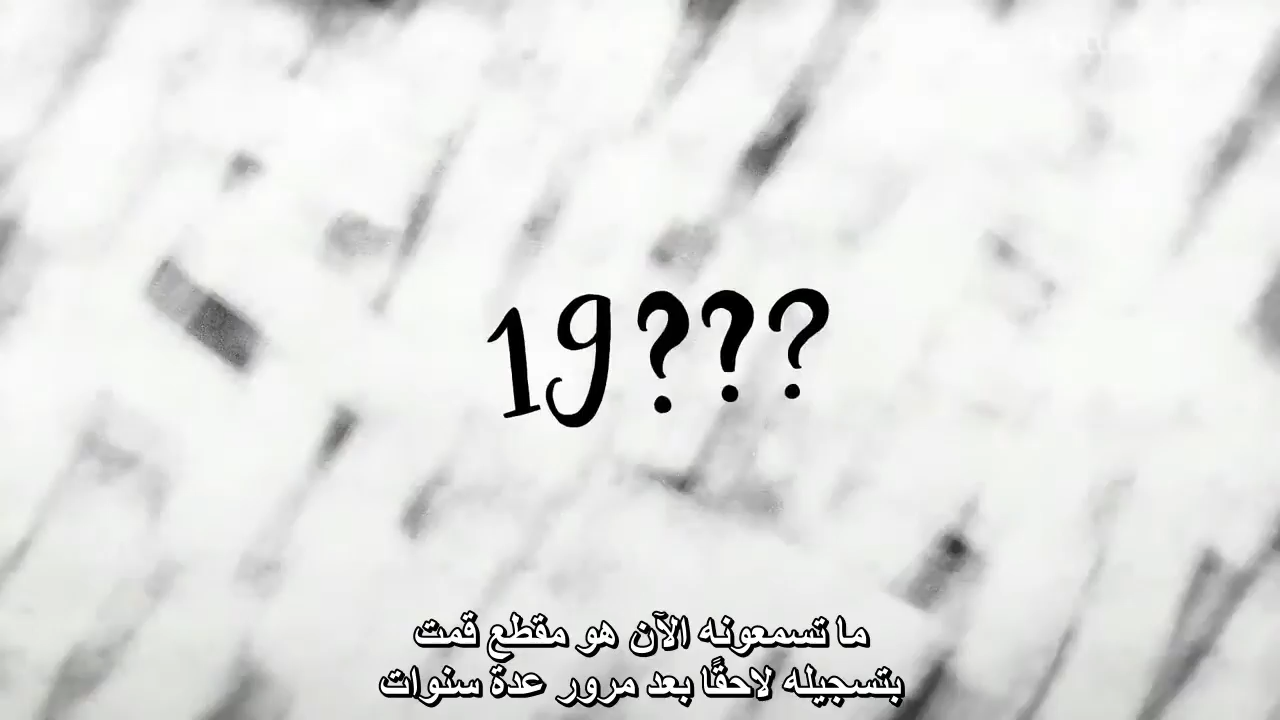 19???
ما تسمعونه الآن هو مقطع قمت
بتسجيله لاحقًا بعد مرور عدة سنوات